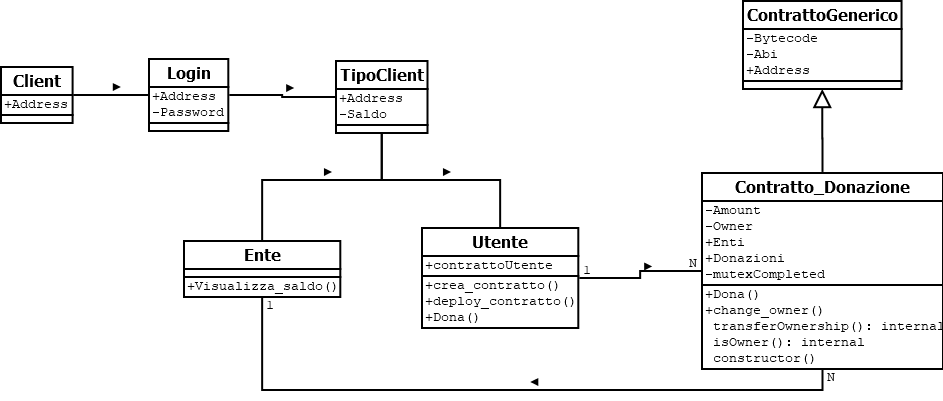 ContrattoGenerico
-Bytecode
-Abi
+Address
Client
+Address
Login
+Address
-Password
TipoClient
+Address
-Saldo
Contratto_Donazione
-Amount
-Owner
+Enti
+Donazioni
-mutexCompleted
+Dona()
+change_owner()
transferOwnership(): internal
isOwner(): internal
constructor()
Ente
+Visualizza_saldo()
1
Utente
+contrattoUtente
+crea_contratto()
+deploy_contratto()
+Dona()
1
N
N